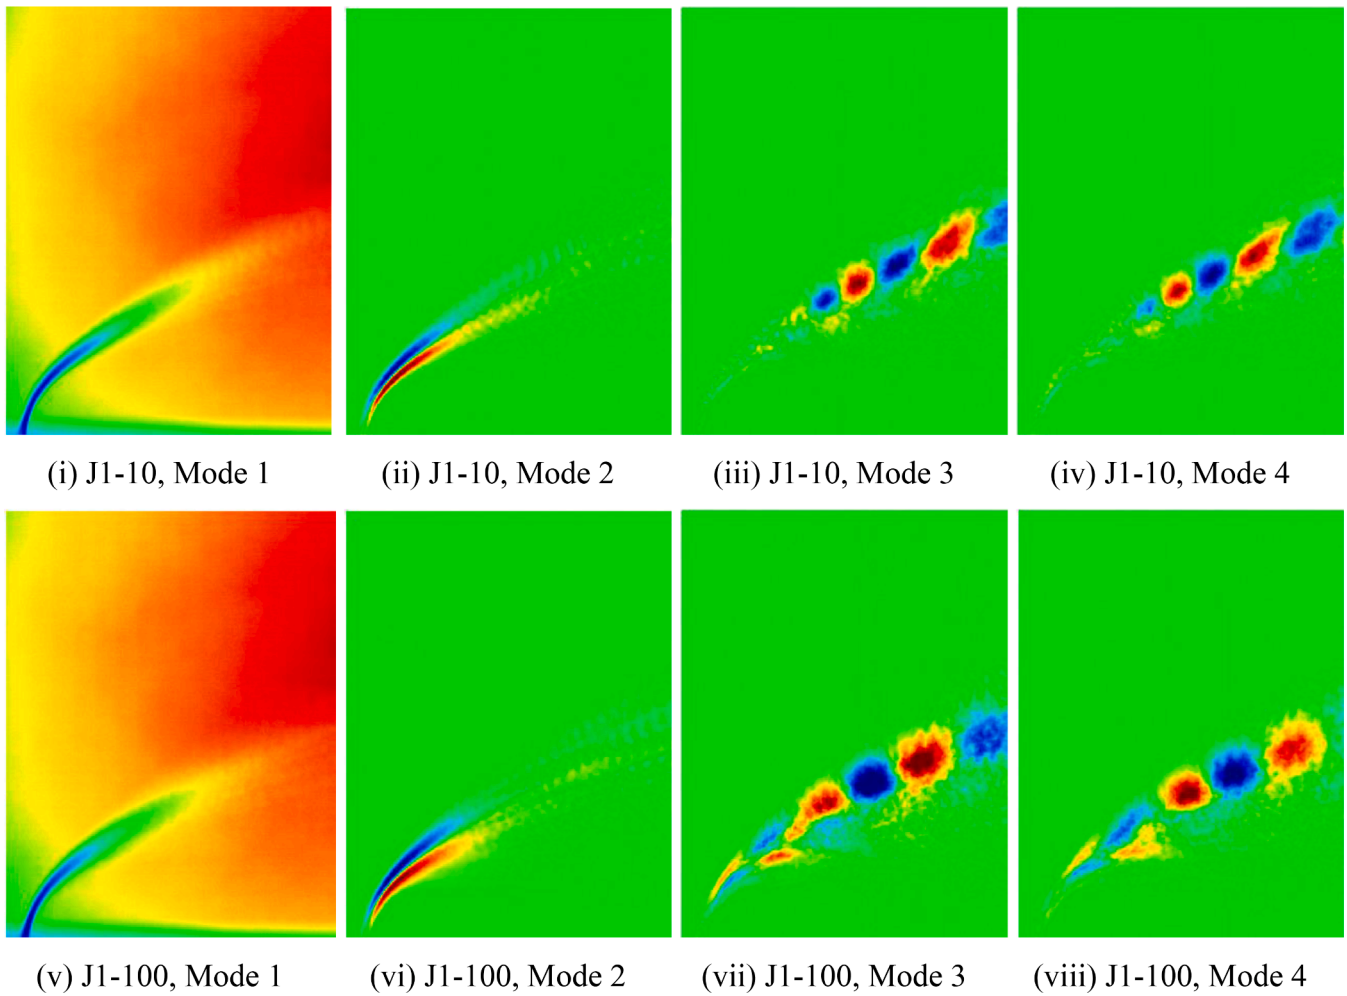 (i) J1-10, Mode 1
(ii) J1-10, Mode 2
(iii) J1-10, Mode 3
(iv) J1-10, Mode 4
(v) J1-100, Mode 1
(vi) J1-100, Mode 2
(vii) J1-100, Mode 3
(viii) J1-100, Mode 4